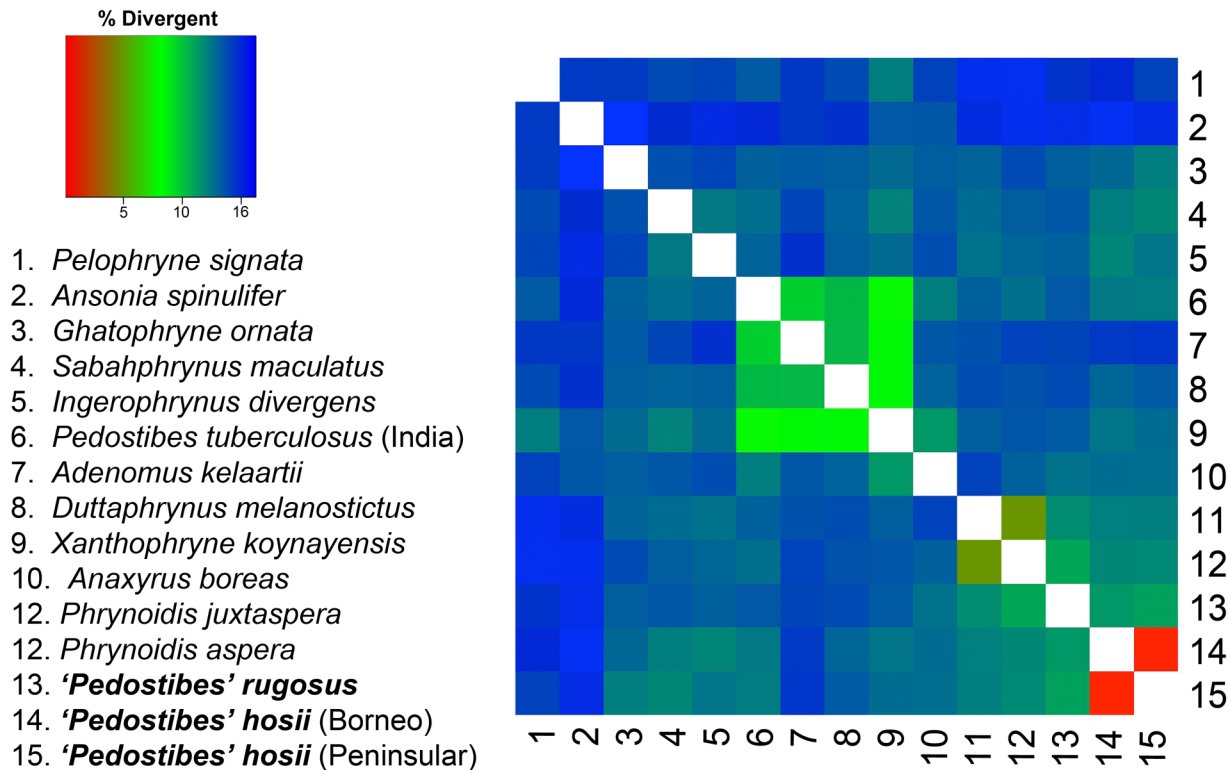 % Divergent
5 10 16
1. Pelophryne signata
2. Ansonia spinulifer
3. Ghatophryne ornata
4. Sabahphrynus maculatus
5. Ingerophrynus divergens
6. Pedostibes tuberculosus (India)
7. Adenomus kelaartii
8. Duttaphrynus melanostictus
9. Xanthophryne koynayensis
10. Anaxyrus boreas
12. Phrynoidis juxtaspera
12. Phrynoidis aspera
13. ‘Pedostibes’ rugosus
14. ‘Pedostibes’ hosii (Borneo)
15. ‘Pedostibes’ hosii (Peninsular)
1
2
3
4
5
6
7
8
9
10
11
12
13
14
15
1 2 3 4 5 6 7 8 9 10 11 12 13 14 15